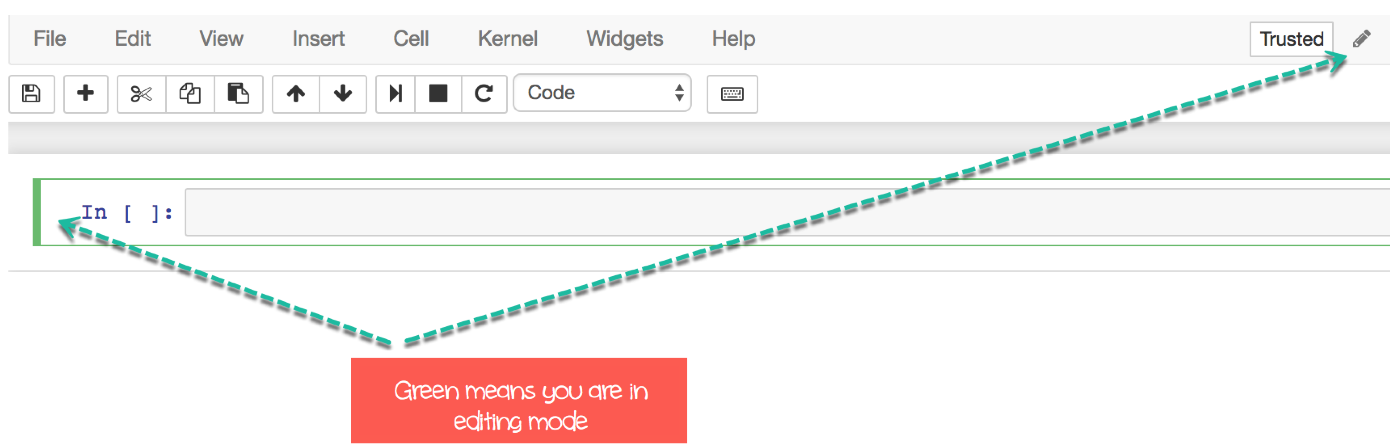 File Edit View Insert Cell Kernel Widgets Help Trusted
Code
In [ ]:
Green means you are in
editing mode